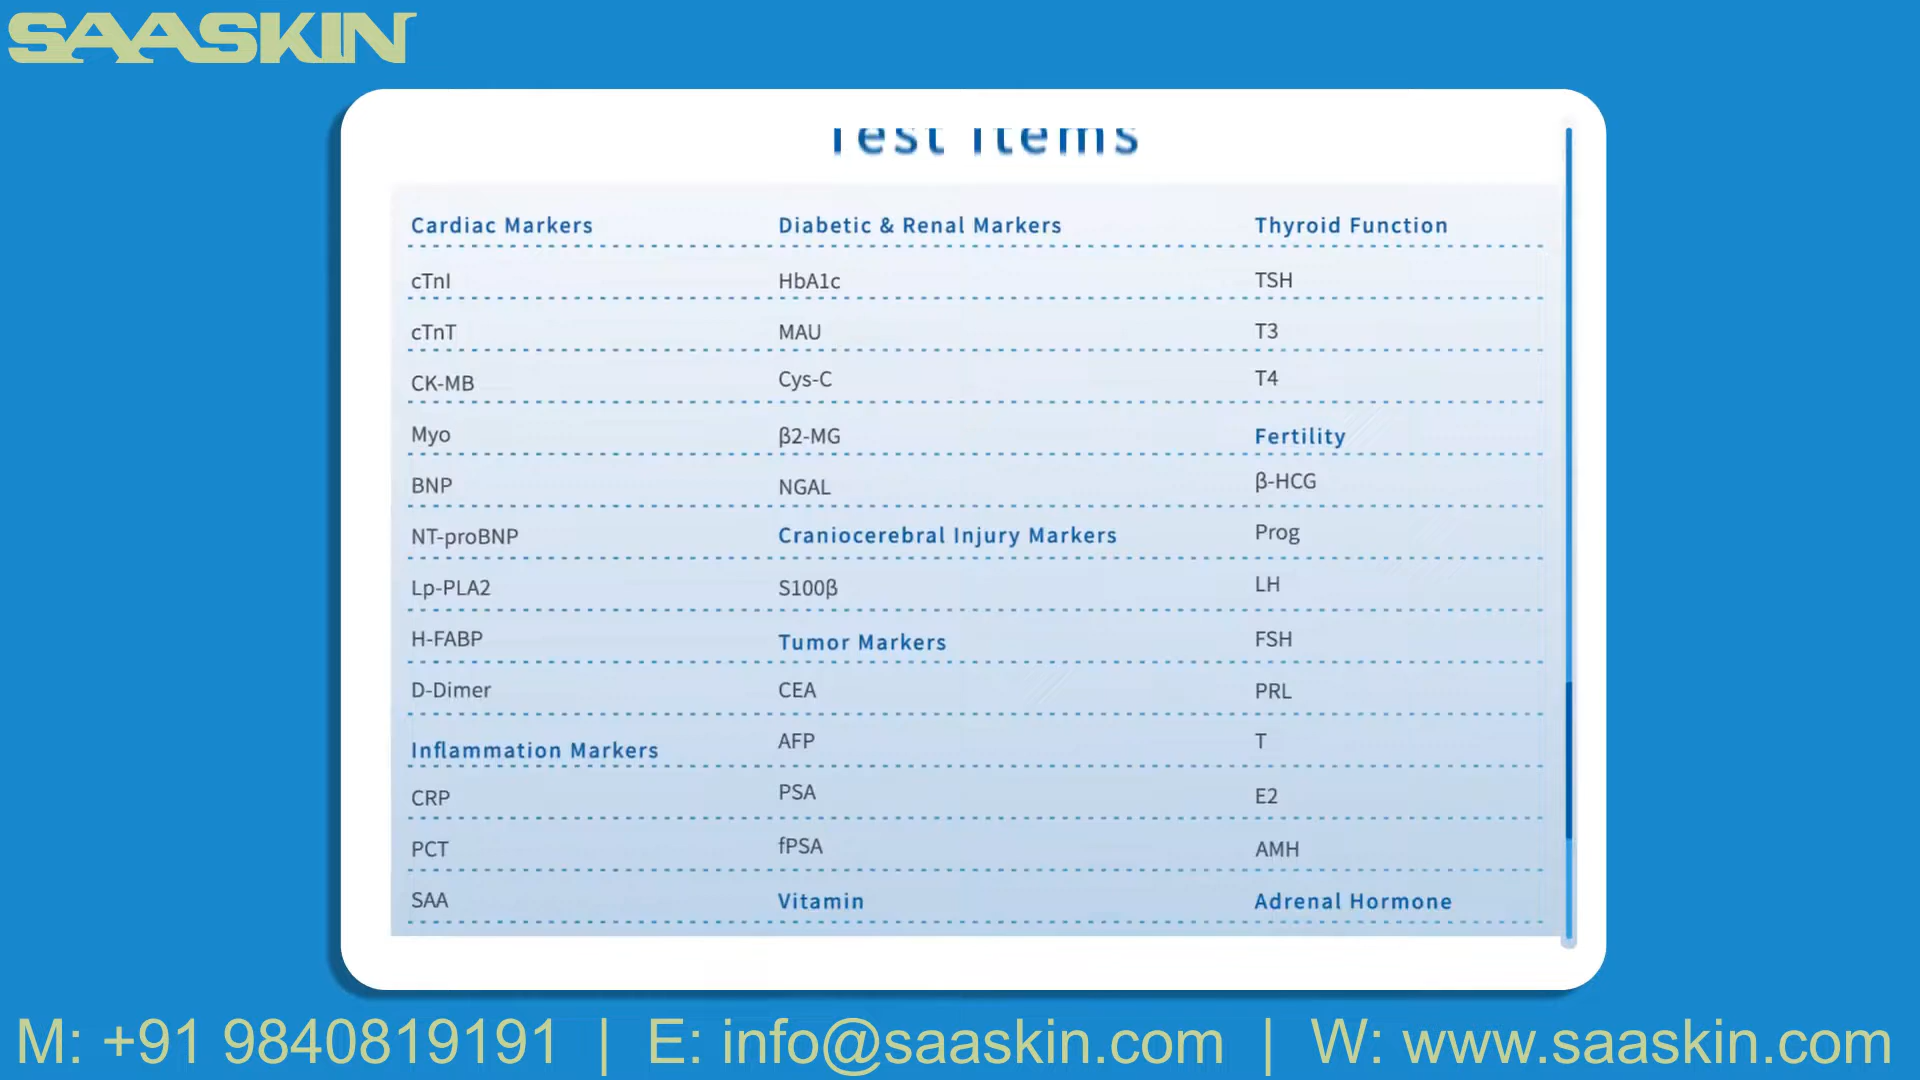 SAASKIN
Test Items
Cardiac Markers
cTnI
cTnT
CK-MB
Myo
BNP
NT-proBNP
Lp-PLA2
H-FABP
D-Dimer
Inflammation Markers
CRP
PCT
SAA
Diabetic & Renal Markers
HbA1c
MAU
Cys-C
β2-MG
NGAL
Craniocerebral Injury Markers
S100β
Tumor Markers
CEA
AFP
PSA
fPSA
Vitamin
Thyroid Function
TSH
T3
T4
Fertility
β-HCG
Prog
LH
FSH
PRL
T
E2
AMH
Adrenal Hormone
M: +91 9840819191 | E: info@saaskin.com | W: www.saaskin.com